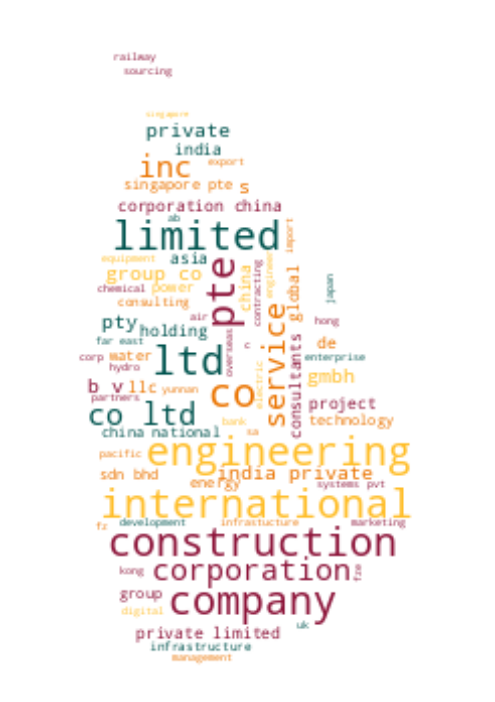 railway
sourcing
singapore
private
india
inc
export
singapore pte
s
corporation china
ab
limited
import
equipment
asia
group co
pte
china
contracting
engineer
global
japan
chemical
power
consulting
air
hong
pty
holding
overseas
c
service
consultants
de
far east
corp
water
ltd
enterprise
hydro
gmbh
b v
llc
yunnan
co
electric
partners
project
co ltd
bank
technology
china national
sa
pacific
engineering
sdn bhd
india private
energy
systems pvt
international
fz
development
infrastucture
marketing
construction
kong
corporation
fze
group
company
digital
uk
private limited
infrastructure
management